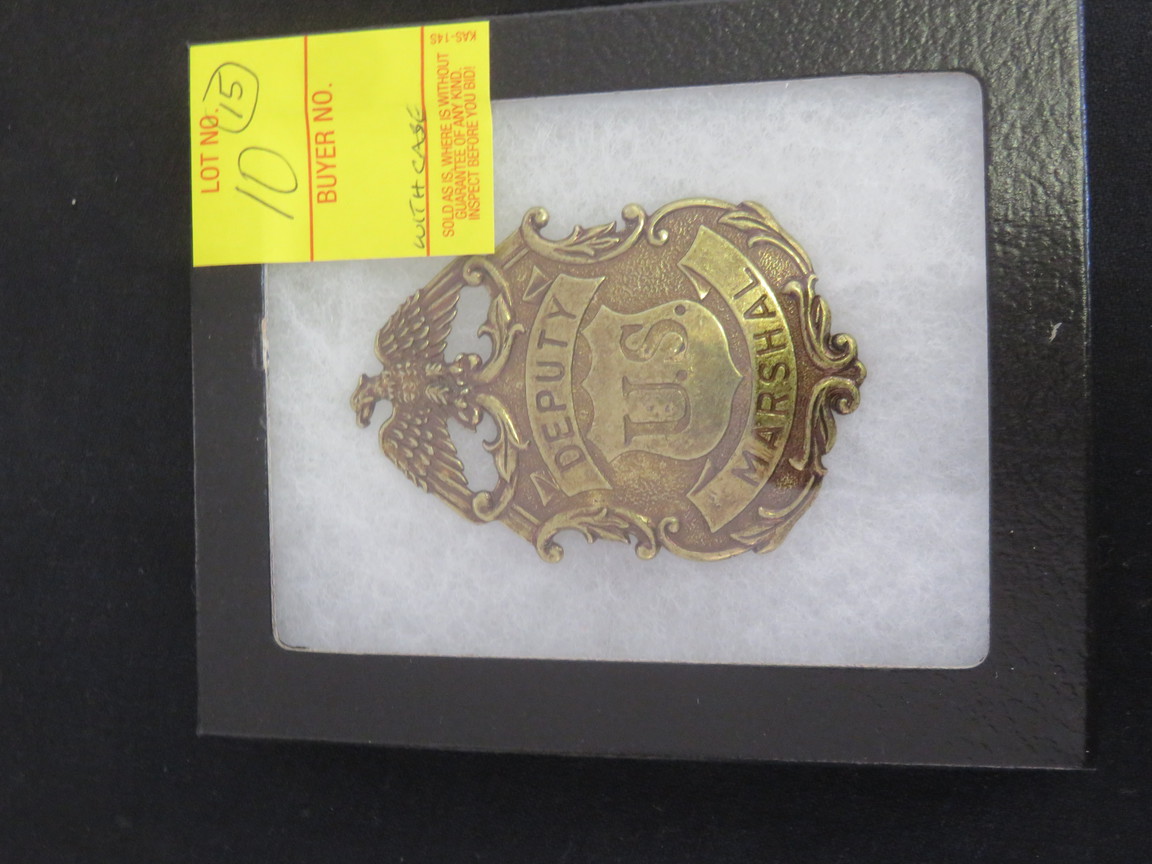 LOT NO. 15
10
BUYER NO.
WITH CASE
SOLD AS IS, WHERE IS WITHOUT
GUARANTEE OF ANY KIND.
INSPECT BEFORE YOU BID!
KAS-14S
DEPUTY
U.S.
MARSHAL